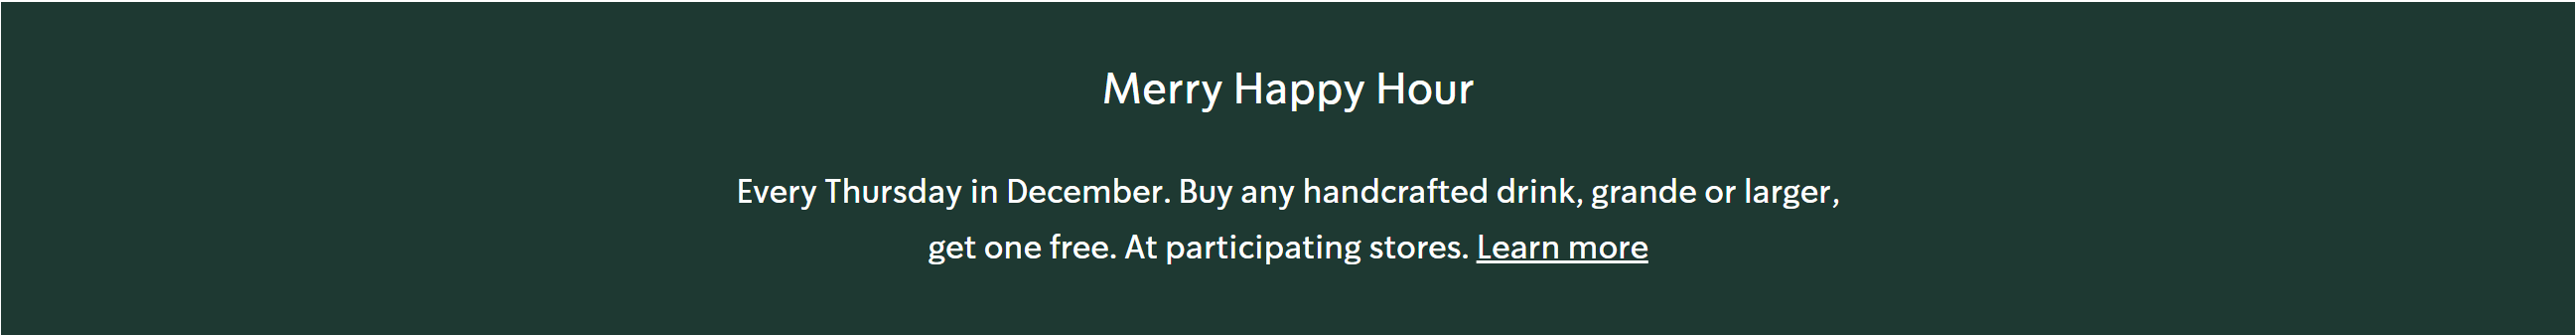 Merry Happy Hour
Every Thursday in December. Buy any handcrafted drink, grande or larger,
get one free. At participating stores. Learn more